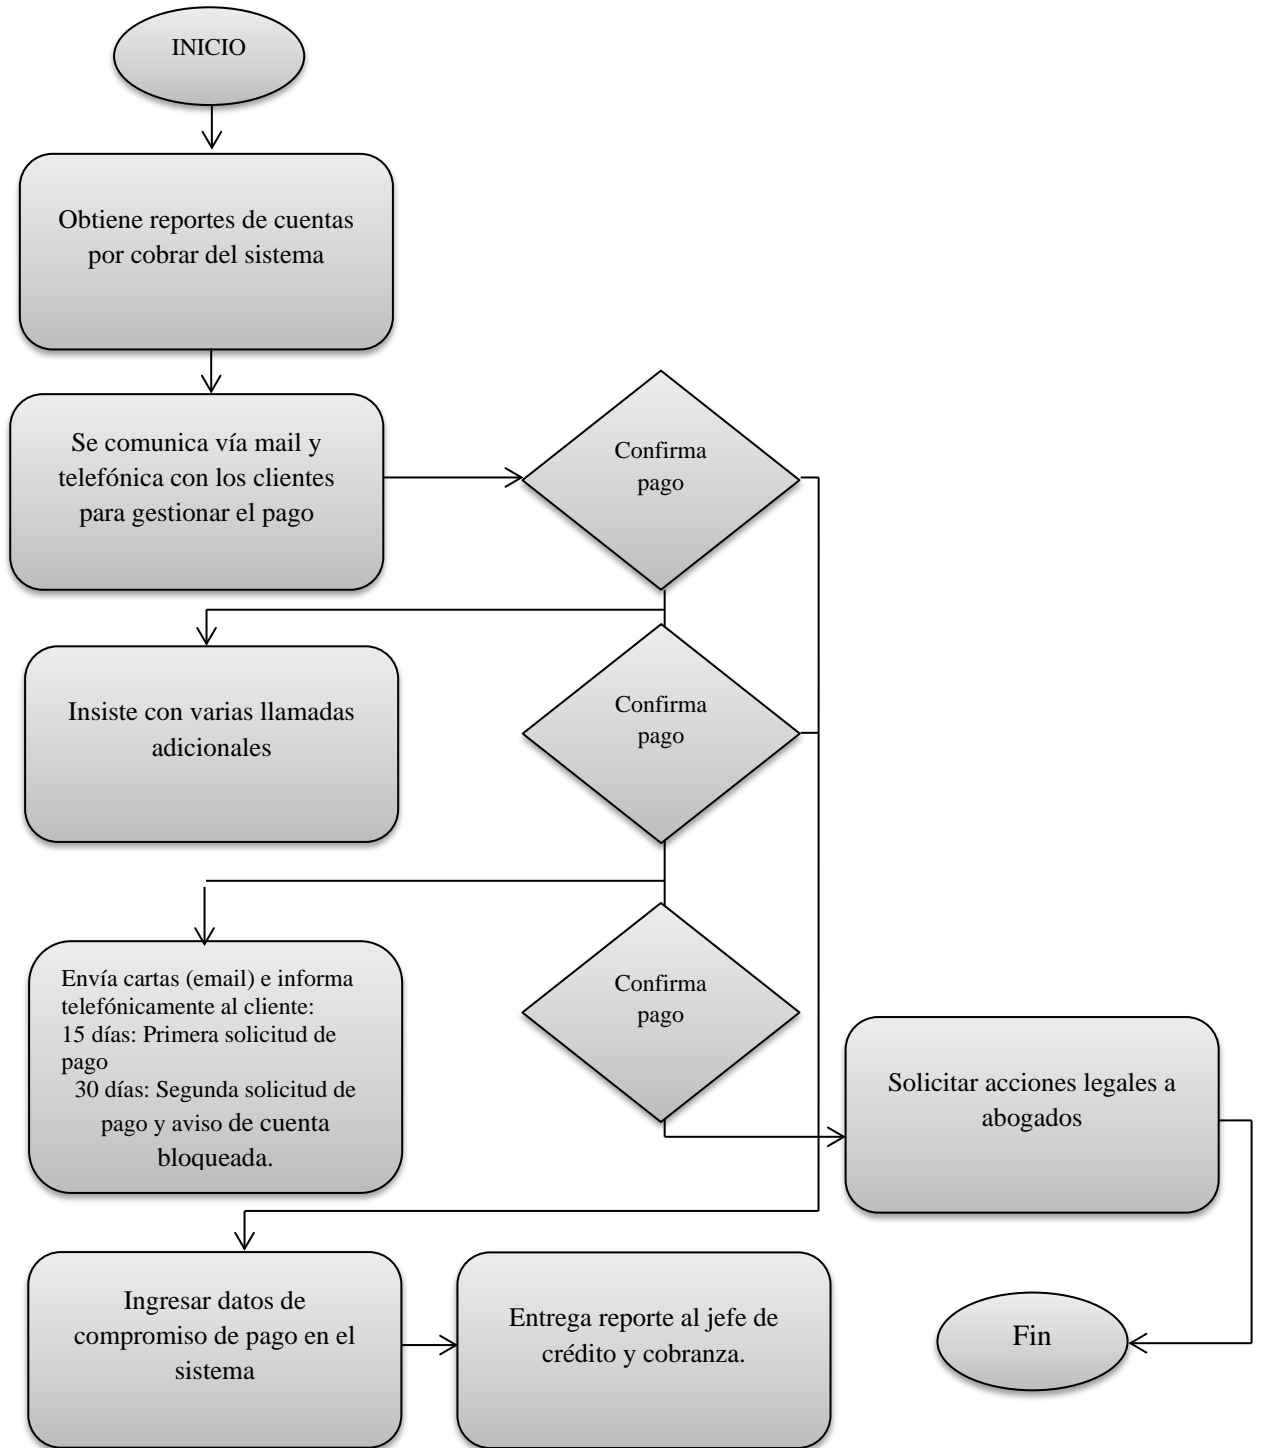 INICIO
Obtiene reportes de cuentas
por cobrar del sistema
Se comunica vía mail y
telefónica con los clientes
para gestionar el pago
Confirma
pago
Insiste con varias llamadas
adicionales
Confirma
pago
Envía cartas (email) e informa
telefónicamente al cliente:
15 días: Primera solicitud de
pago
30 días: Segunda solicitud de
pago y aviso de cuenta
bloqueada.
Confirma
pago
Solicitar acciones legales a
abogados
Ingresar datos de
compromiso de pago en el
sistema
Entrega reporte al jefe de
crédito y cobranza.
Fin